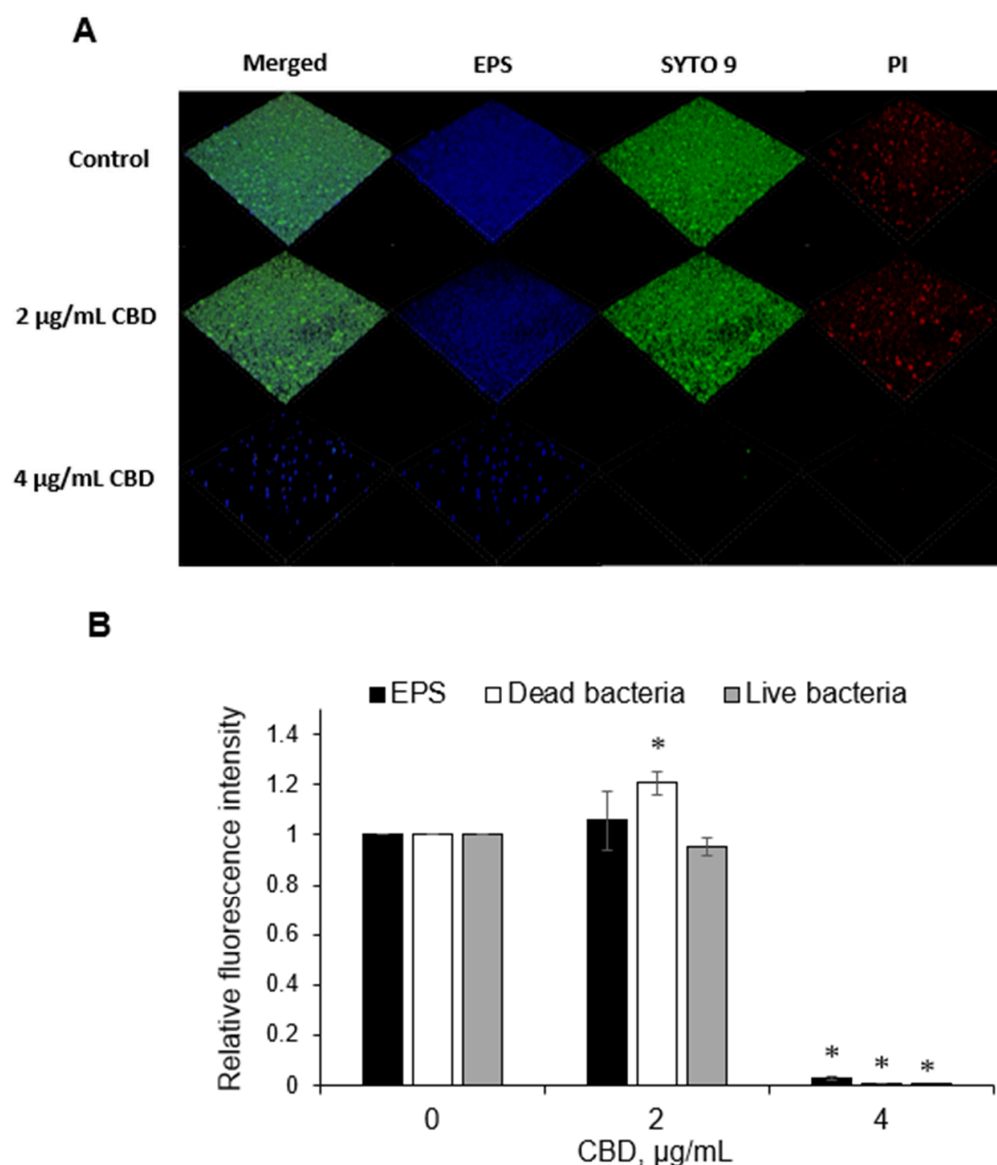 A
Merged EPS SYTO 9 PI
Control
2 µg/mL CBD
4 µg/mL CBD
B
EPS Dead bacteria Live bacteria
Relative fluorescence intensity
1.4
1.2
1
0.8
0.6
0.4
0.2
0
*
* * *
0 2 4
CBD, µg/mL